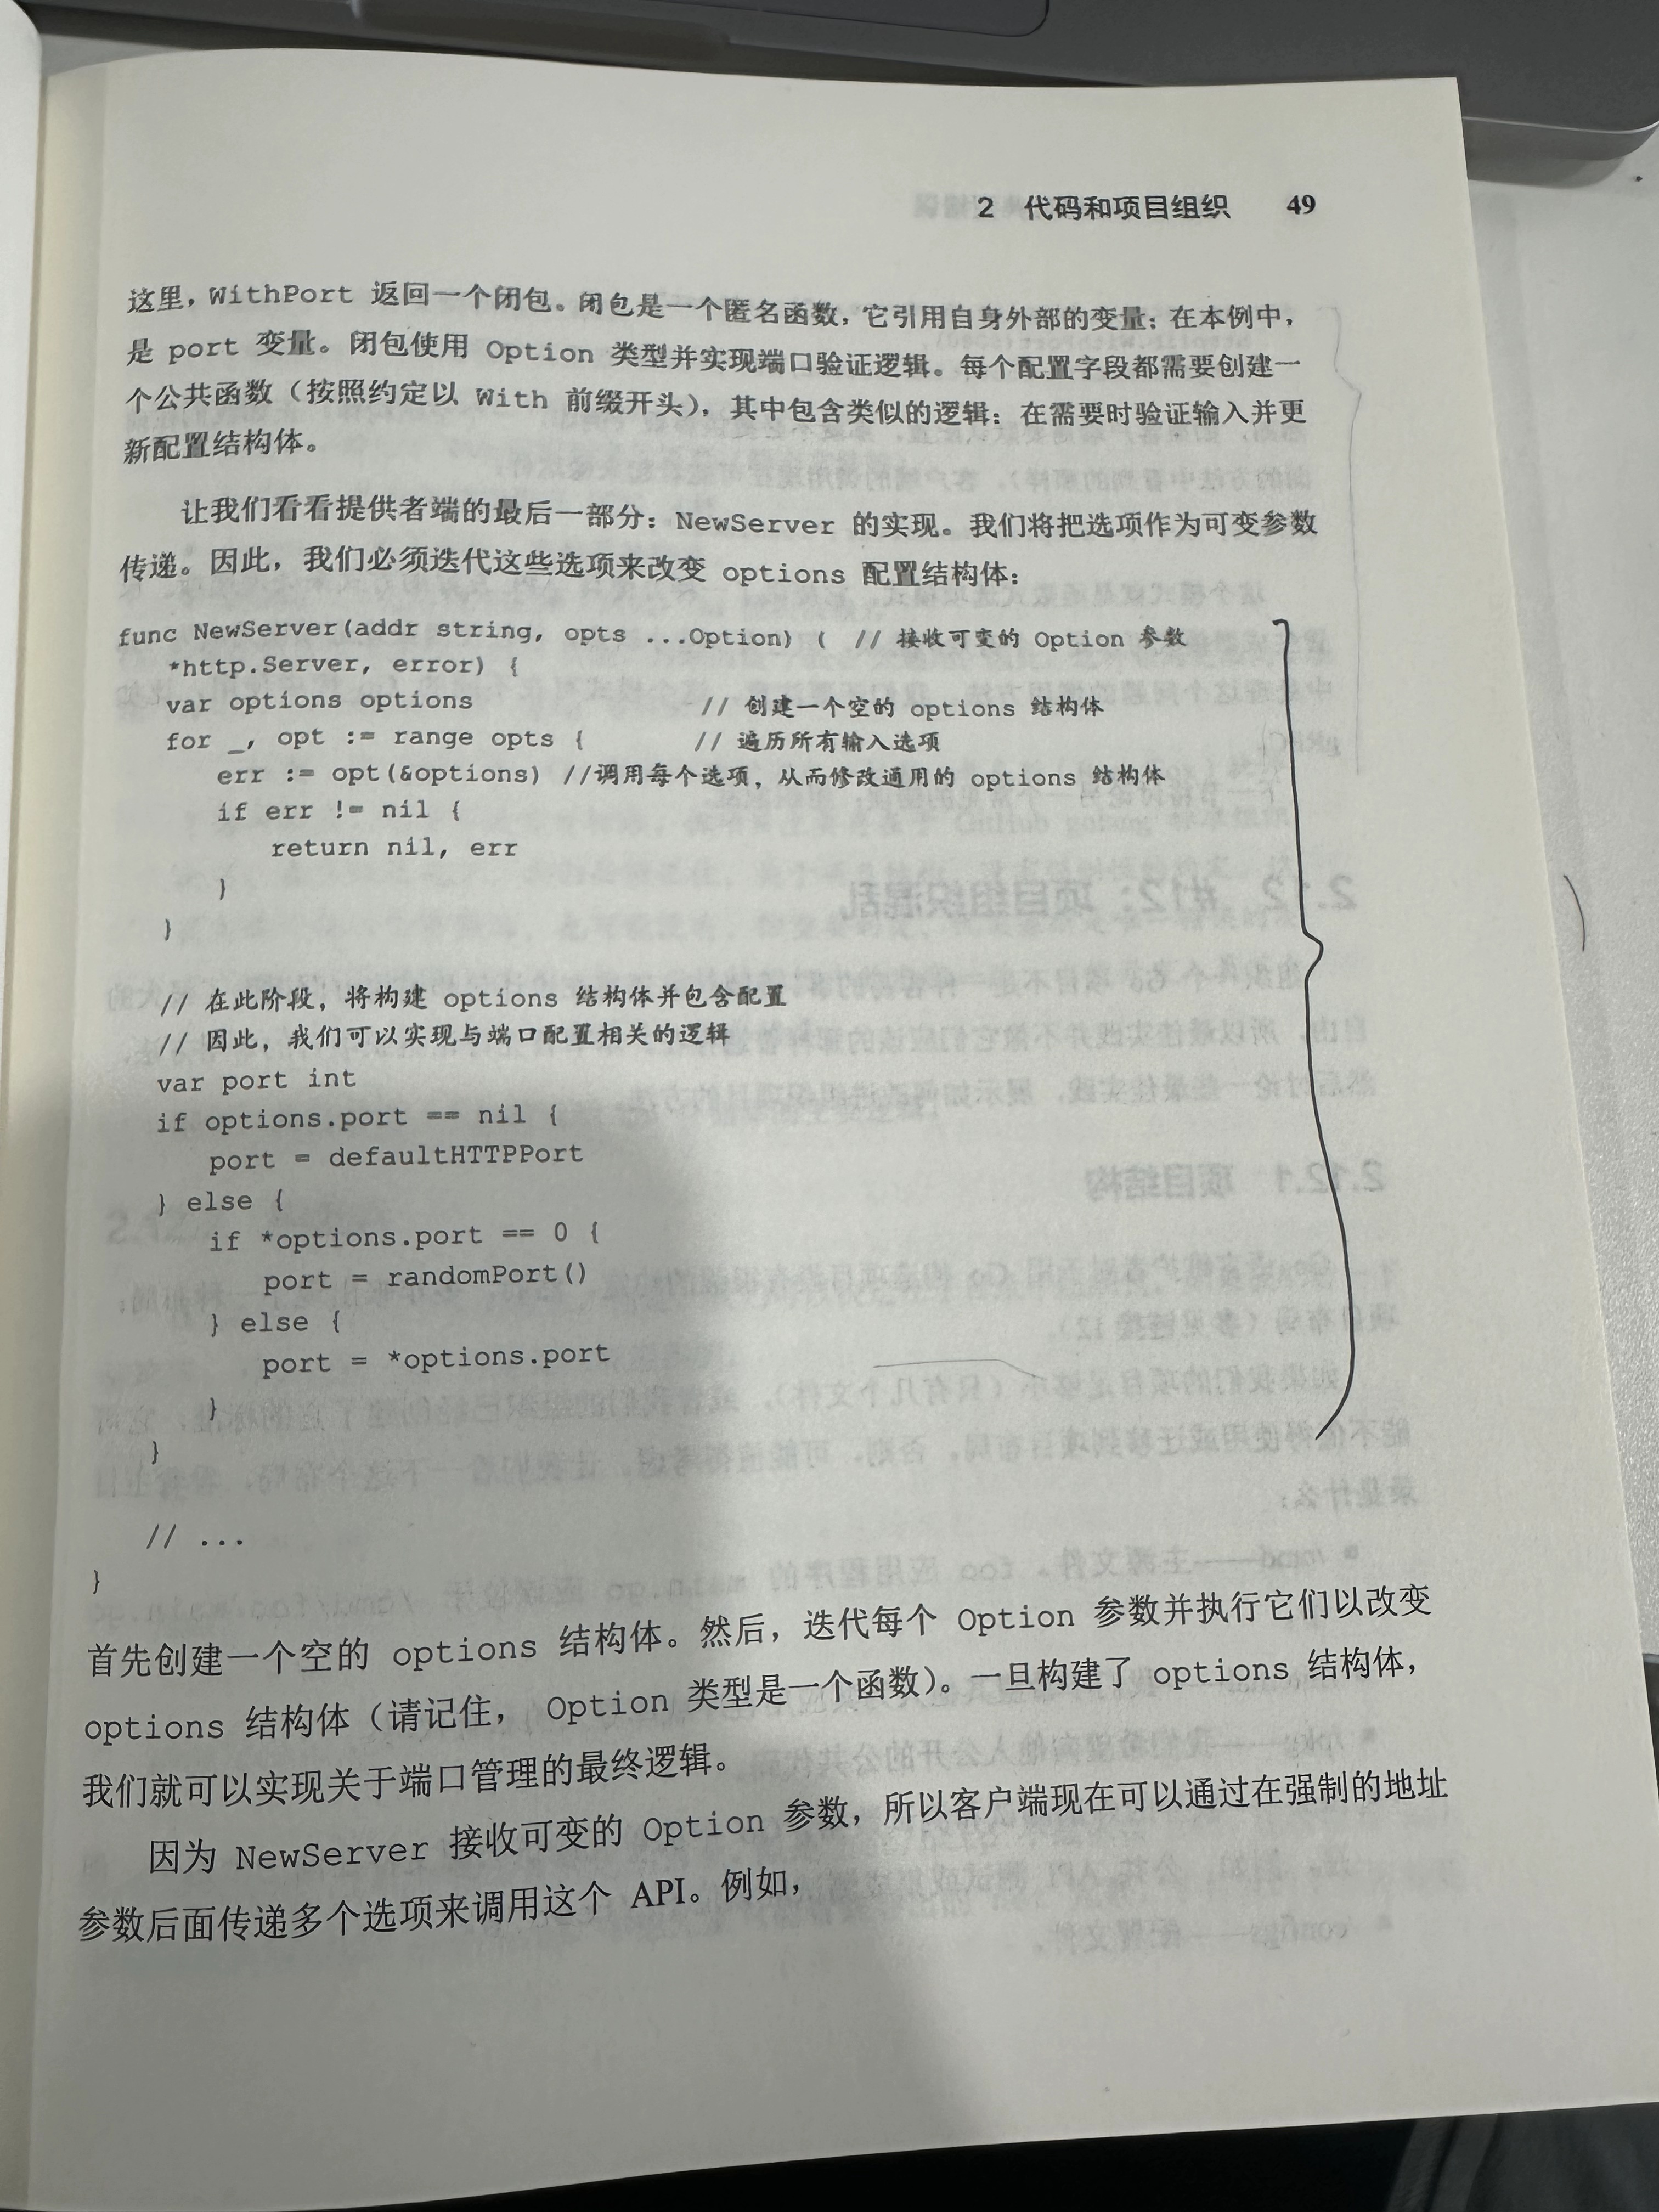 2 代码和项目组织 49
这里，WithPort 返回一个闭包。闭包是一个匿名函数，它引用自身外部的变量；在本例中，
是 port 变量。闭包使用 Option 类型并实现端口验证逻辑。每个配置字段都需要创建一
个公共函数（按照约定以 With 前缀开头），其中包含类似的逻辑：在需要时验证输入并更
新配置结构体。
让我们看看提供者端的最后一部分：NewServer 的实现。我们将把选项作为可变参数
传递。因此，我们必须迭代这些选项来改变 options 配置结构体：
func NewServer(addr string, opts ...Option) ( // 接收可变的 Option 参数
*http.Server, error) {
var options options // 创建一个空的 options 结构体
for _, opt := range opts { // 遍历所有输入选项
err := opt(&options) //调用每个选项，从而修改通用的 options 结构体
if err != nil {
return nil, err
}
}
// 在此阶段，将构建 options 结构体并包含配置
// 因此，我们可以实现与端口配置相关的逻辑
var port int
if options.port == nil {
port = defaultHTTPPort
} else {
if *options.port == 0 {
port = randomPort()
} else {
port = *options.port
}
}
// ...
}
首先创建一个空的 options 结构体。然后，迭代每个 Option 参数并执行它们以改变
options 结构体（请记住， Option 类型是一个函数）。一旦构建了 options 结构体，
我们就可以实现关于端口管理的最终逻辑。
因为 NewServer 接收可变的 Option 参数，所以客户端现在可以通过在强制的地址
参数后面传递多个选项来调用这个 API。例如，